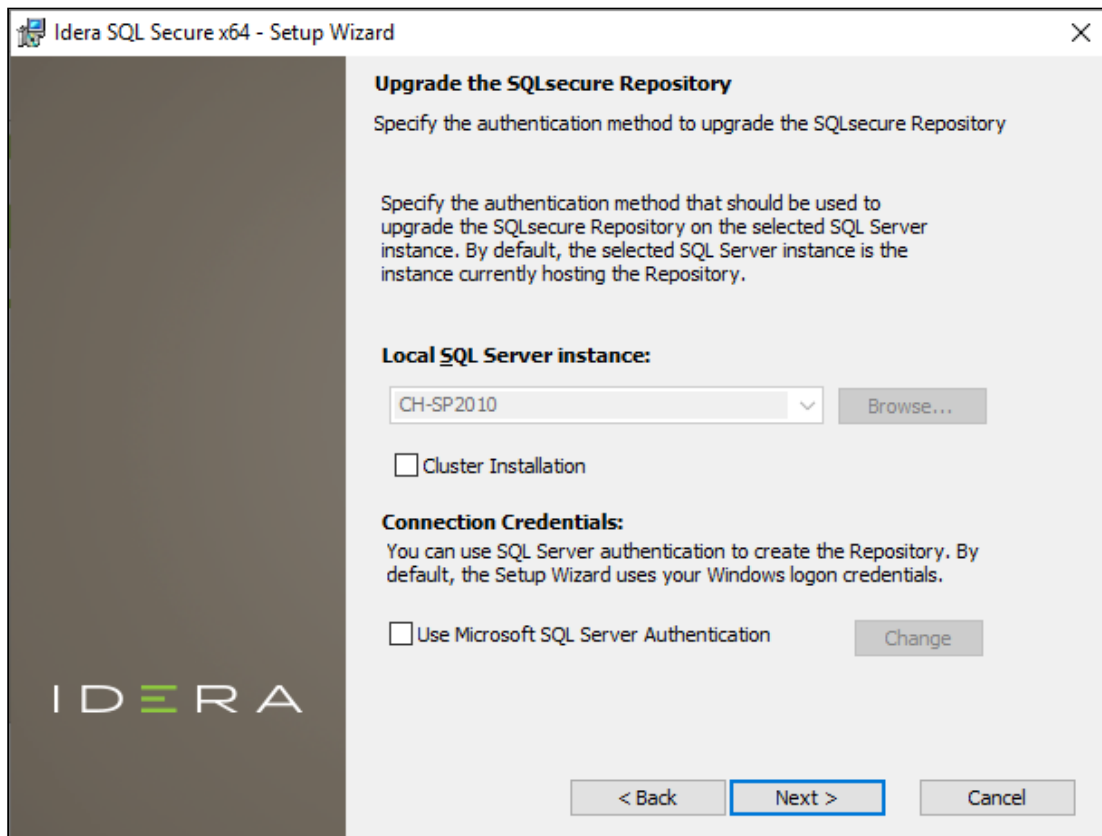 Idera SQL Secure x64 - Setup Wizard
Upgrade the SQLsecure Repository
Specify the authentication method to upgrade the SQLsecure Repository
Specify the authentication method that should be used to
upgrade the SQLsecure Repository on the selected SQL Server
instance. By default, the selected SQL Server instance is the
instance currently hosting the Repository.
Local SQL Server instance:
CH-SP2010
Browse...
Cluster Installation
Connection Credentials:
You can use SQL Server authentication to create the Repository. By
default, the Setup Wizard uses your Windows logon credentials.
Use Microsoft SQL Server Authentication
Change
IDERA
< Back
Next >
Cancel